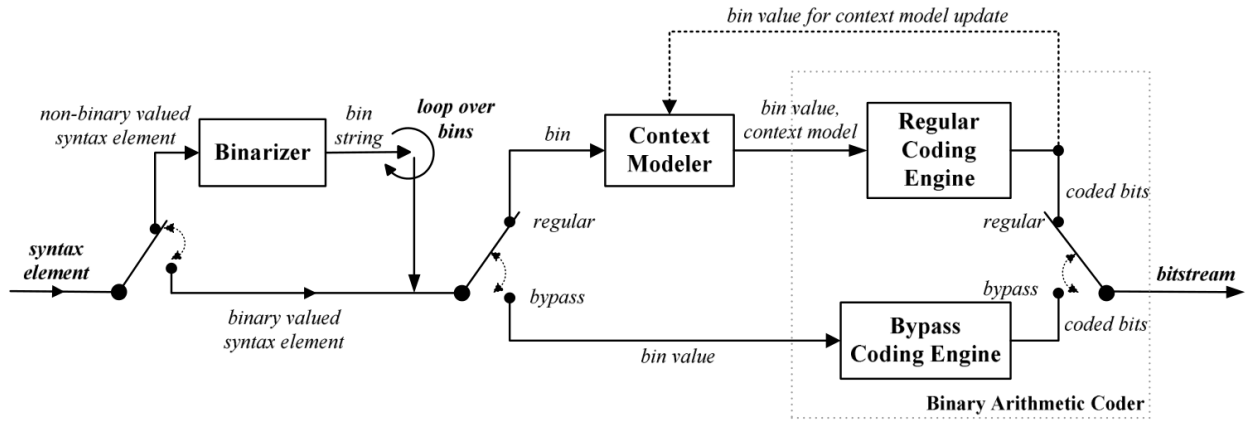 bin value for context model update
non-binary valued
syntax element
Binarizer
bin
string
loop over
bins
bin
Context
Modeler
bin value,
context model
Regular
Coding
Engine
coded bits
regular
regular
syntax
element
bypass
bypass
bitstream
binary valued
syntax element
bin value
Bypass
Coding Engine
coded bits
Binary Arithmetic Coder